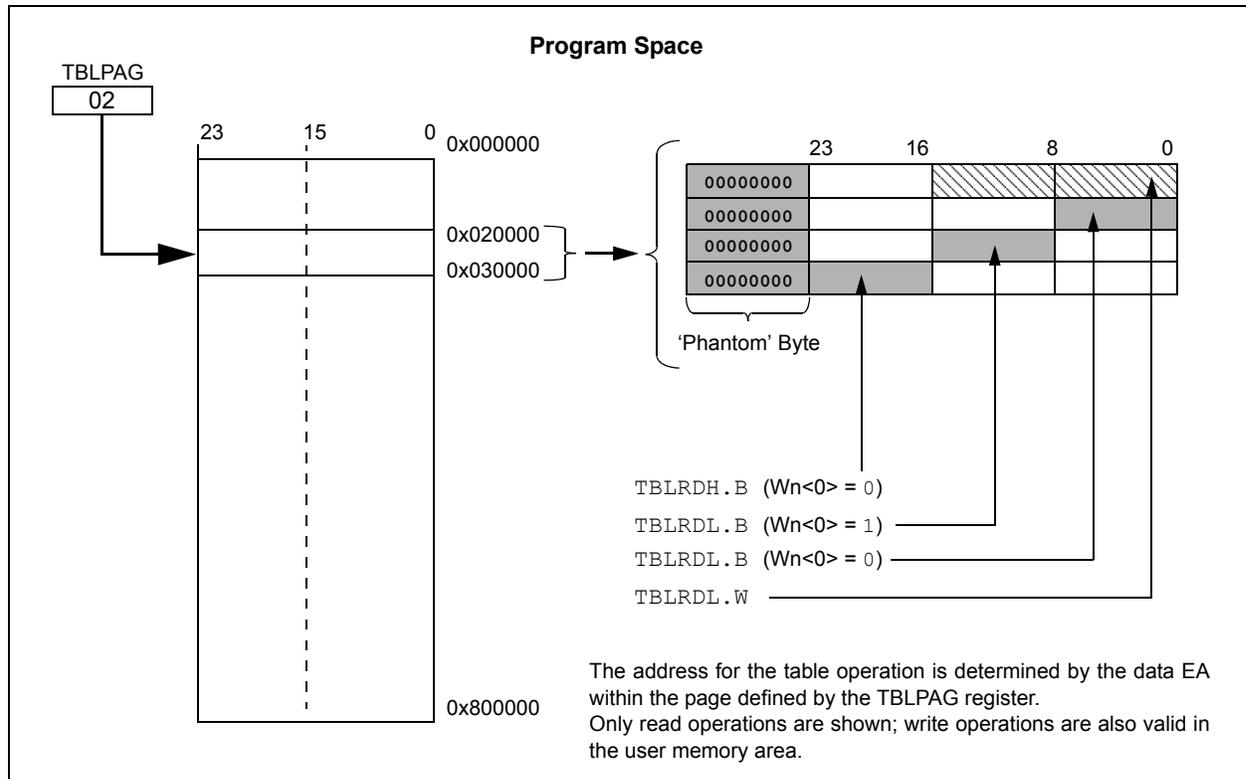 Program Space
TBLPAG
02
23 15 0
0x000000
0x020000
0x030000
0x800000
23 16 8 0
00000000
00000000
00000000
00000000
‘Phantom’ Byte
TBLRDH.B (Wn<0> = 0)
TBLRDL.B (Wn<0> = 1)
TBLRDL.B (Wn<0> = 0)
TBLRDL.W
The address for the table operation is determined by the data EA
within the page defined by the TBLPAG register.
Only read operations are shown; write operations are also valid in
the user memory area.